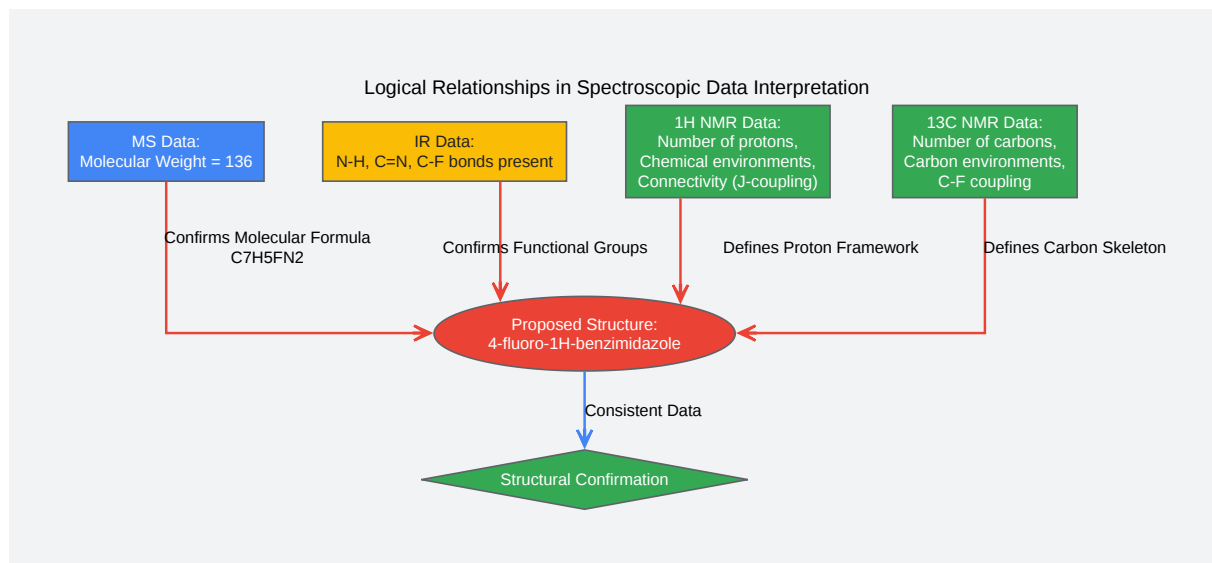 Logical Relationships in Spectroscopic Data Interpretation
MS Data:
Molecular Weight = 136
IR Data:
N-H, C=N, C-F bonds present
1H NMR Data:
Number of protons,
Chemical environments,
Connectivity (J-coupling)
13C NMR Data:
Number of carbons,
Carbon environments,
C-F coupling
Confirms Molecular Formula
C7H5FN2
Confirms Functional Groups
Defines Proton Framework
Defines Carbon Skeleton
Proposed Structure:
4-fluoro-1H-benzimidazole
Consistent Data
Structural Confirmation